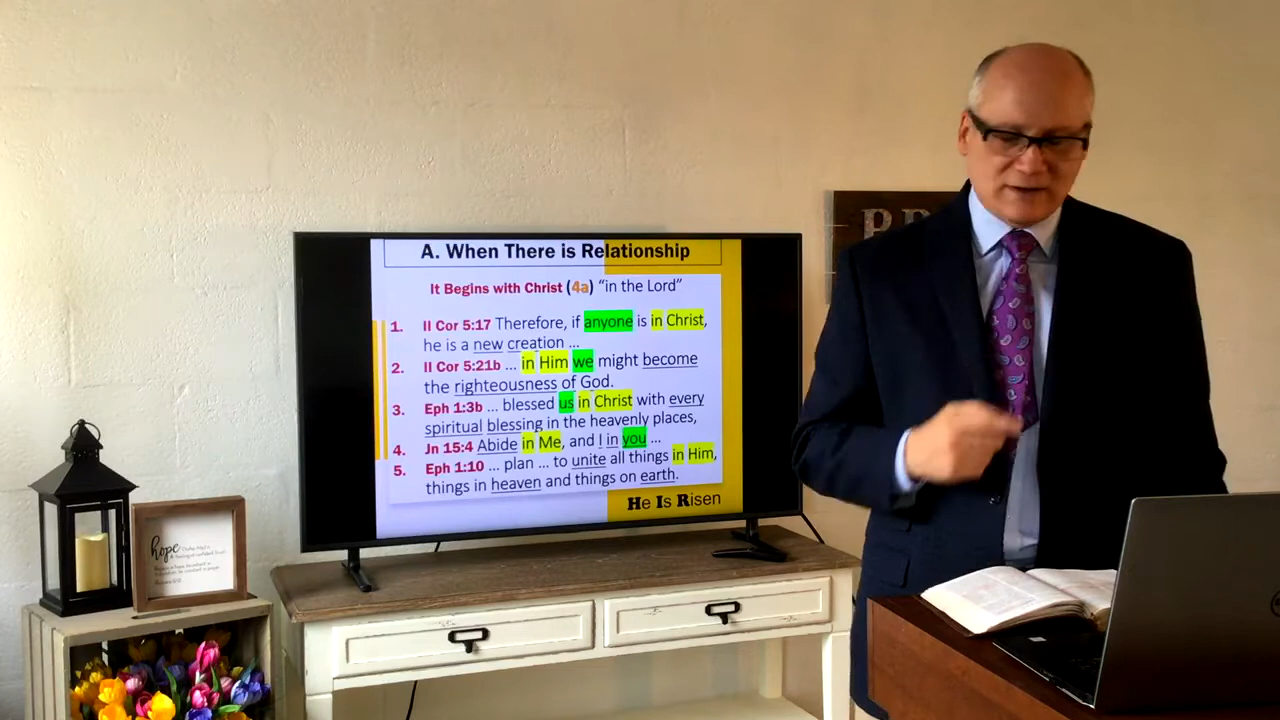 A. When There is Relationship
It Begins with Christ (4a) “in the Lord”
1. II Cor 5:17 Therefore, if anyone is in Christ,
he is a new creation ...
2. II Cor 5:21b ... in Him we might become
the righteousness of God.
3. Eph 1:3b ... blessed us in Christ with every
spiritual blessing in the heavenly places,
4. Jn 15:4 Abide in Me, and I in you ...
5. Eph 1:10 ... plan ... to unite all things in Him,
things in heaven and things on earth.
He Is Risen
hope